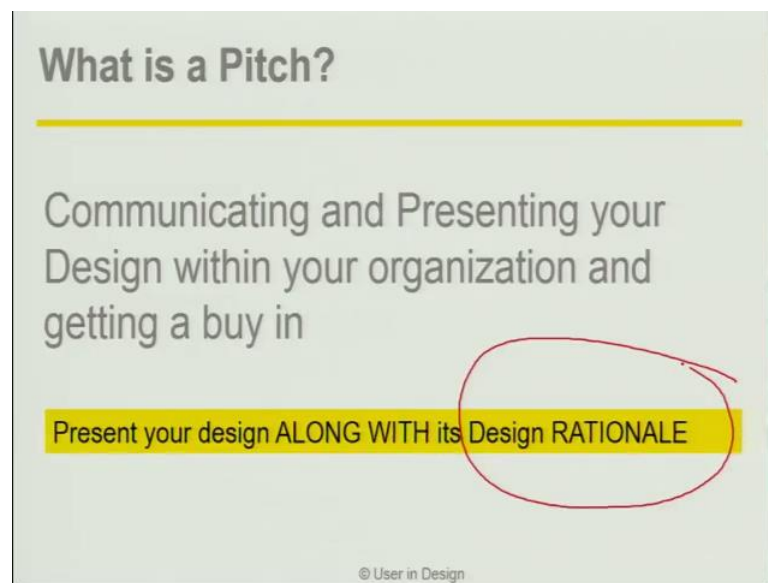 What is a Pitch?
Communicating and Presenting your
Design within your organization and
getting a buy in
Present your design ALONG WITH its Design RATIONALE
© User in Design